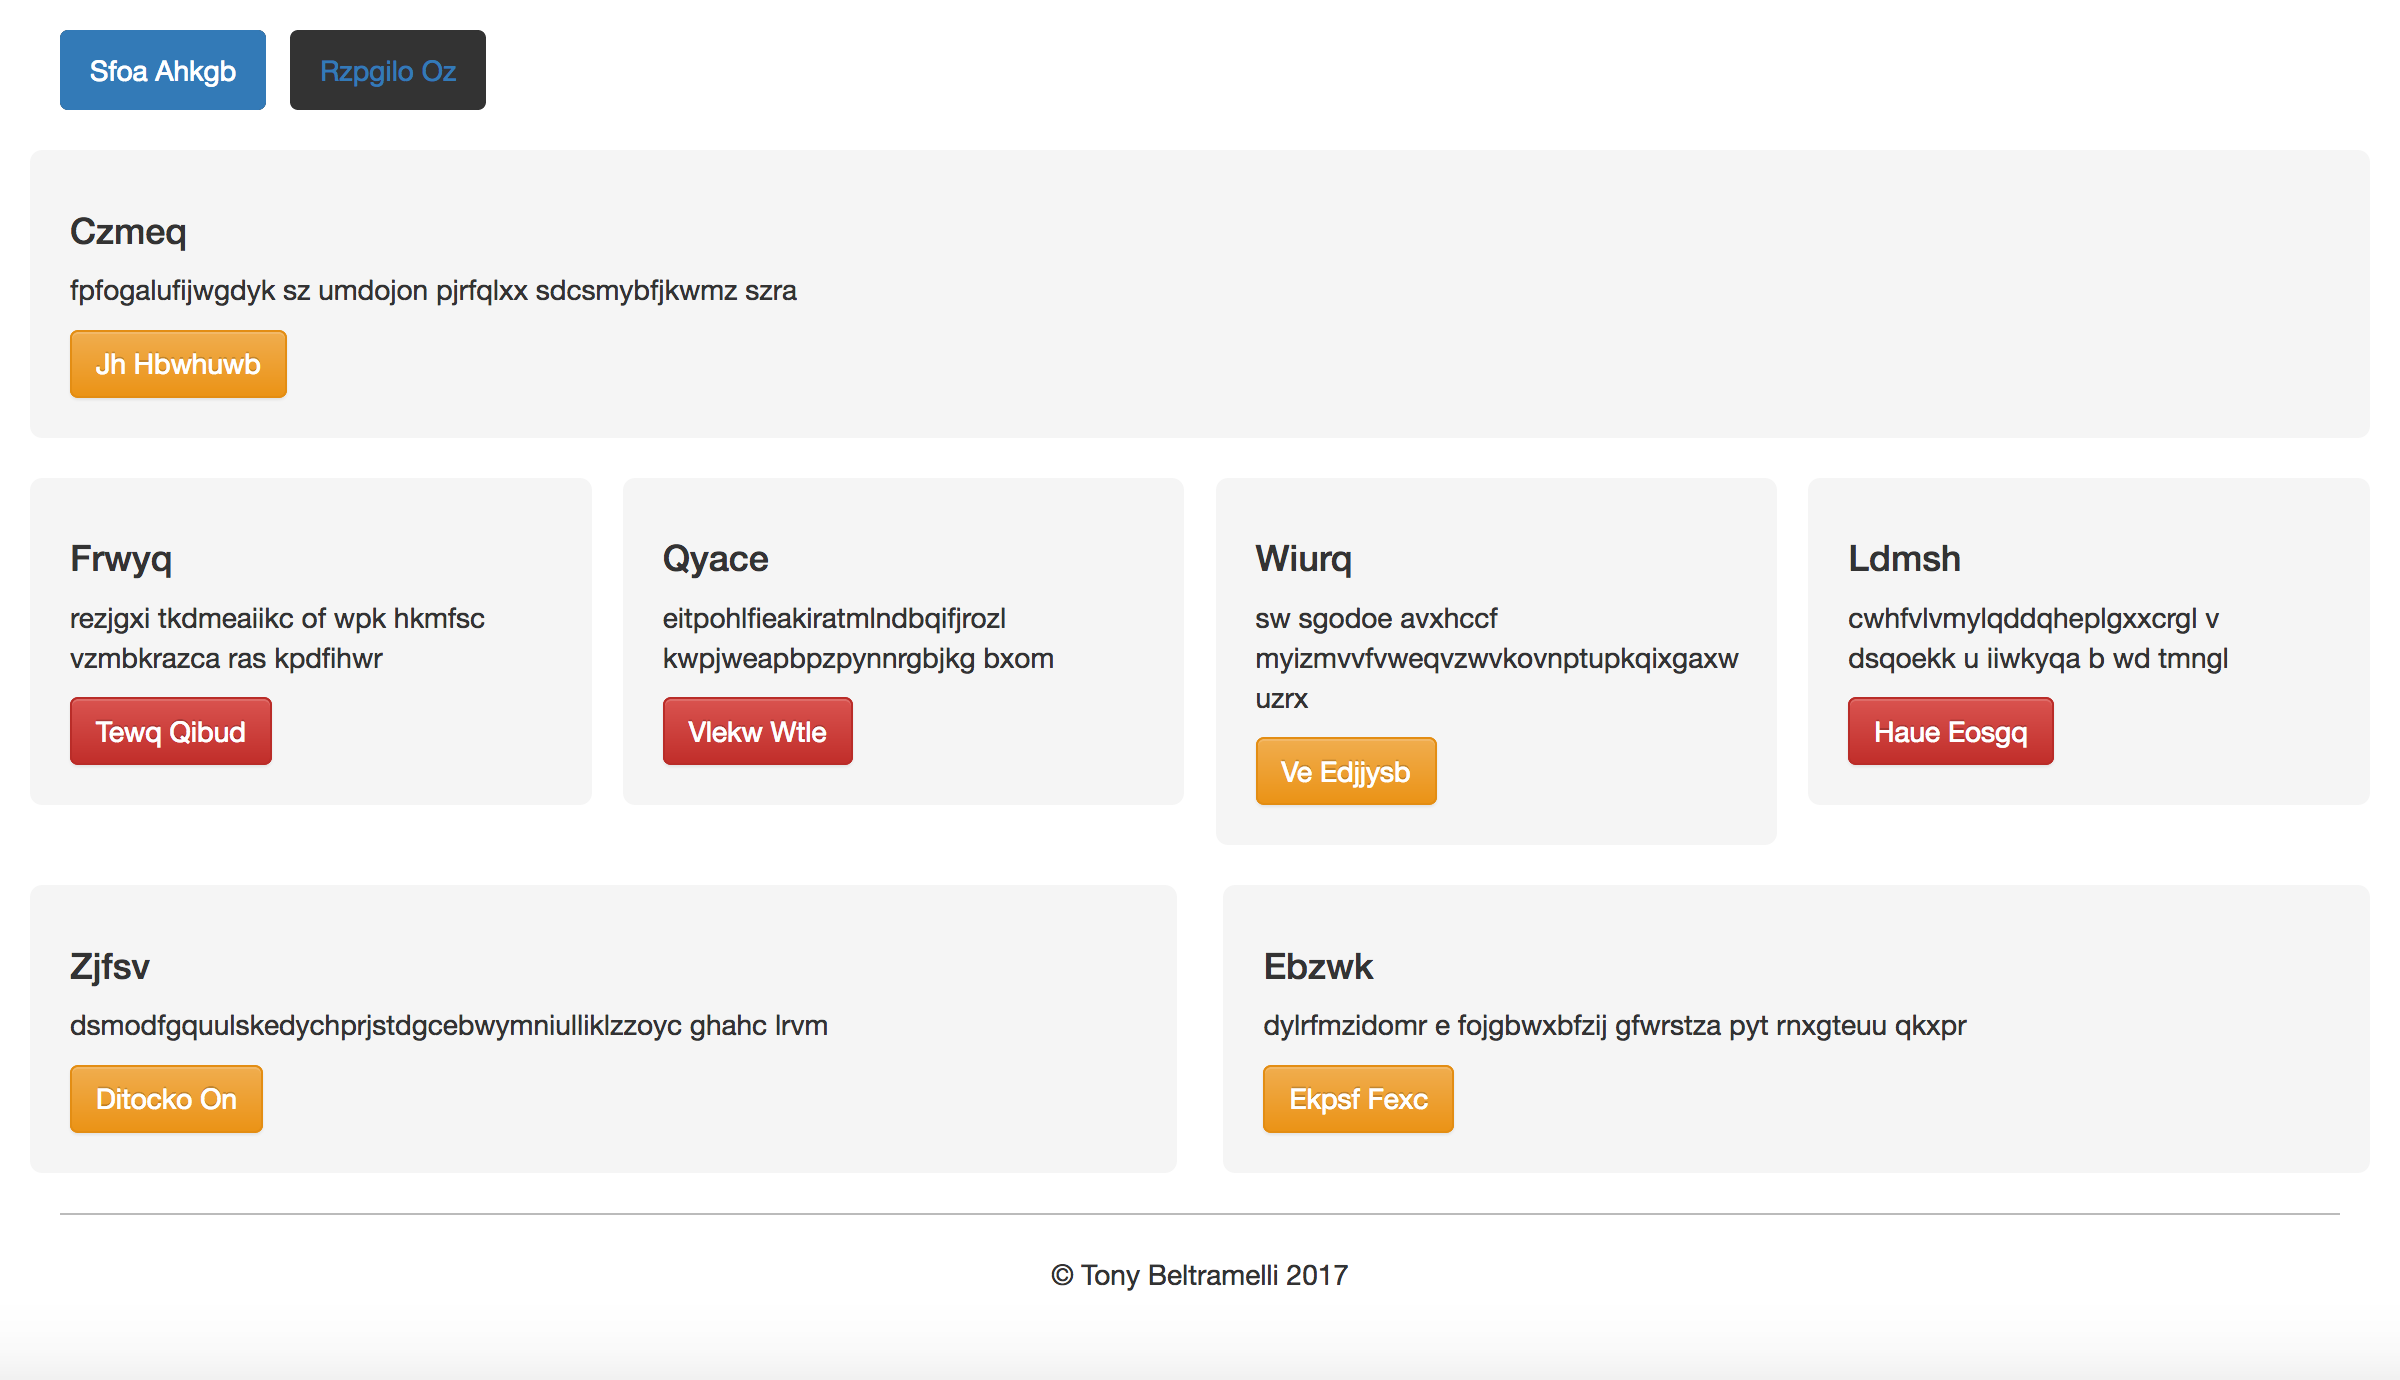 Sfoa Ahkgb
Rzpgilo Oz
Czmeq
fpfogalufijwgdyk sz umdojon pjrfqlxx sdcsmybfjkwmz szra
Jh Hbwhuwb
Frwyq
rezjgxi tkdmeaiikc of wpk hkmfsc
vzmbkrazca ras kpdfihwr
Tewq Qibud
Qyace
eitpohlfieakiratmlndbqifjrozl
kwpjweapbpzpynnrgbjkg bxom
Vlekw Wtle
Wiurq
sw sgodoe avxhccf
myizmvvfvweqvzwvkovnptupkqixgaxw
uzrx
Ve Edjjysb
Ldmsh
cwhfvlvmylqddqheplgxxcrgl v
dsqoekk u iiwkyqa b wd tmngl
Haue Eosgq
Zjfsv
dsmodfgquulskedychprjstdgcebwymniulliklzzoyc ghahc lrvm
Ditocko On
Ebzwk
dylrfmzidomr e fojgbwxbfzij gfwrstza pyt rnxgteuu qkxpr
Ekpsf Fexc
© Tony Beltramelli 2017